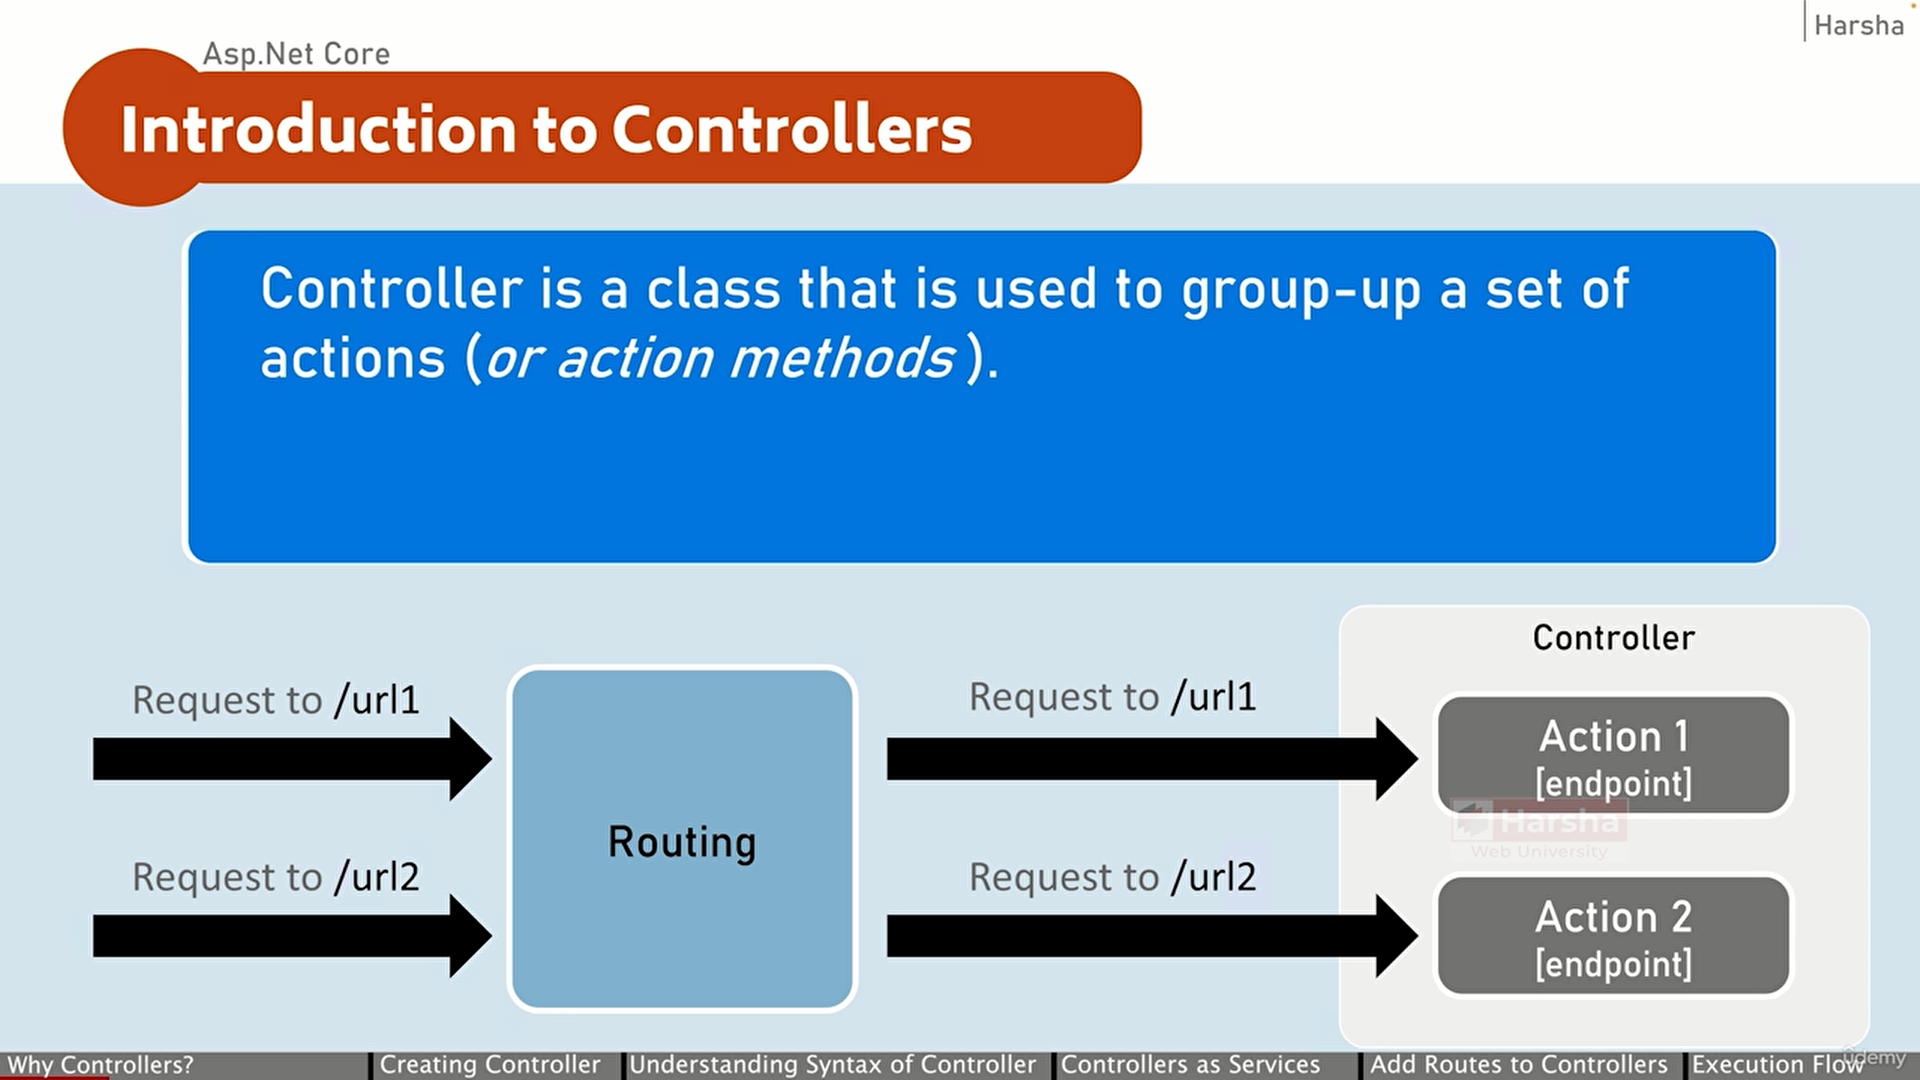 Harsha
Asp.Net Core
Introduction to Controllers
Controller is a class that is used to group-up a set of
actions (or action methods ).
Controller
Request to /url1
Request to /url1
Action 1
[endpoint]
Routing
Harsha
Web University
Request to /url2
Request to /url2
Action 2
[endpoint]
Why Controllers?
Creating Controller
Understanding Syntax of Controller
Controllers as Services
Add Routes to Controllers
Execution Flow
ûdemy